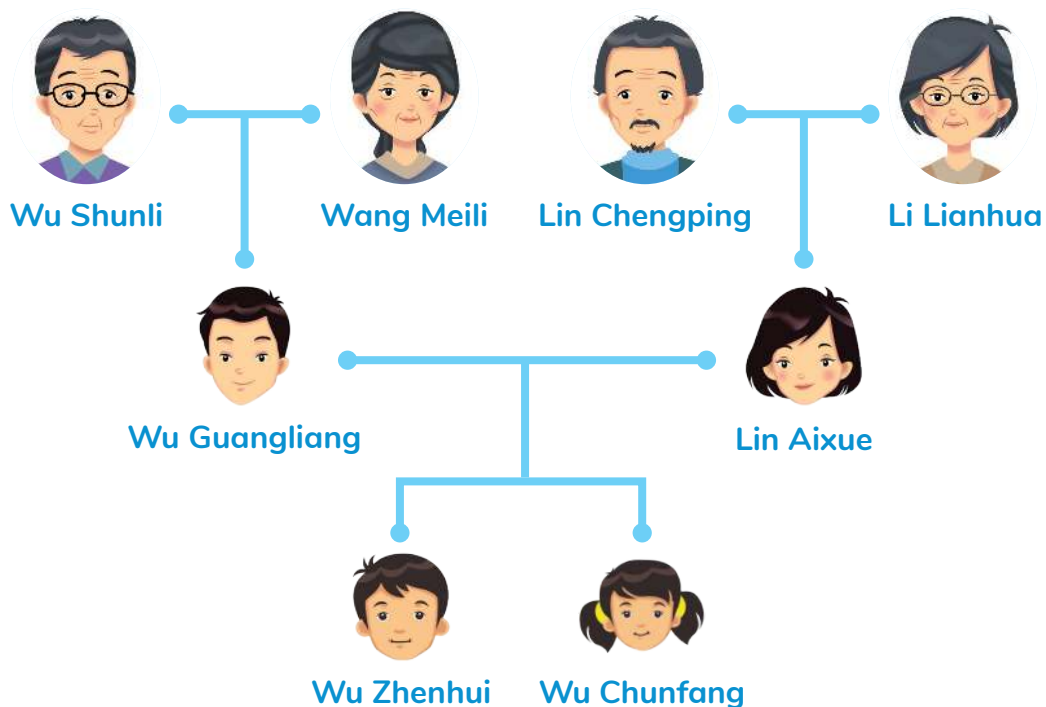 Wu Shunli
Wang Meili
Lin Chengping
Li Lianhua
Wu Guangliang
Lin Aixue
Wu Zhenhui
Wu Chunfang